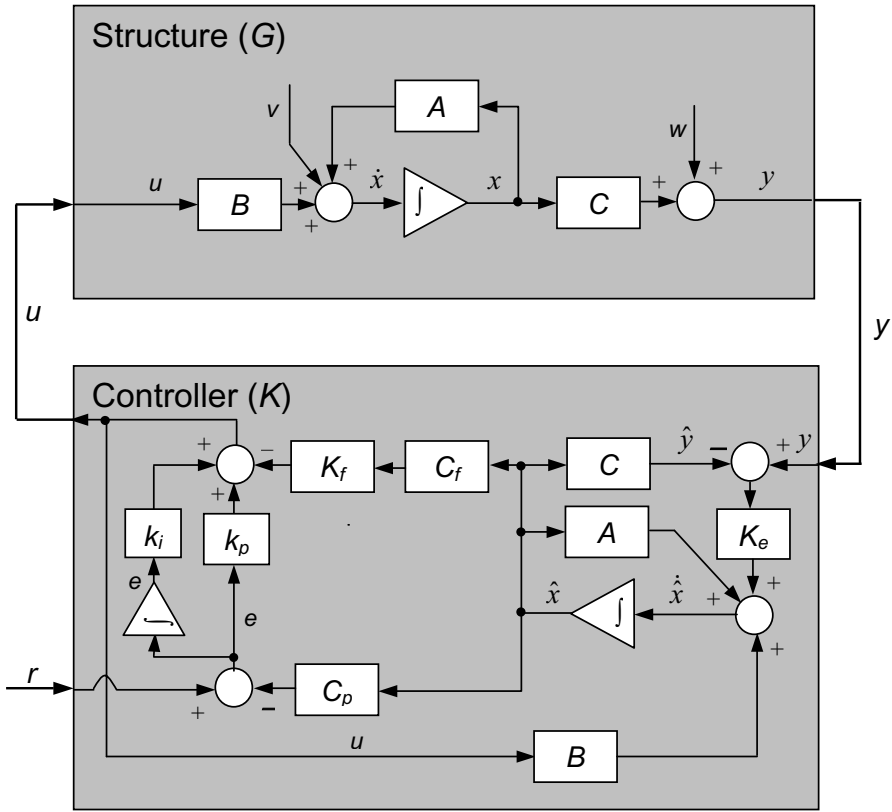 Structure (G)
v
A
w
+
+
u
B
+
+
ẋ
∫
x
C
+
y
u
y
Controller (K)
+
−
K_f
C_f
C
ŷ
−
+
y
+
k_i
k_p
A
K_e
e
e
∫
x̂
∫
x̂̇
+
+
+
r
+
−
C_p
u
B